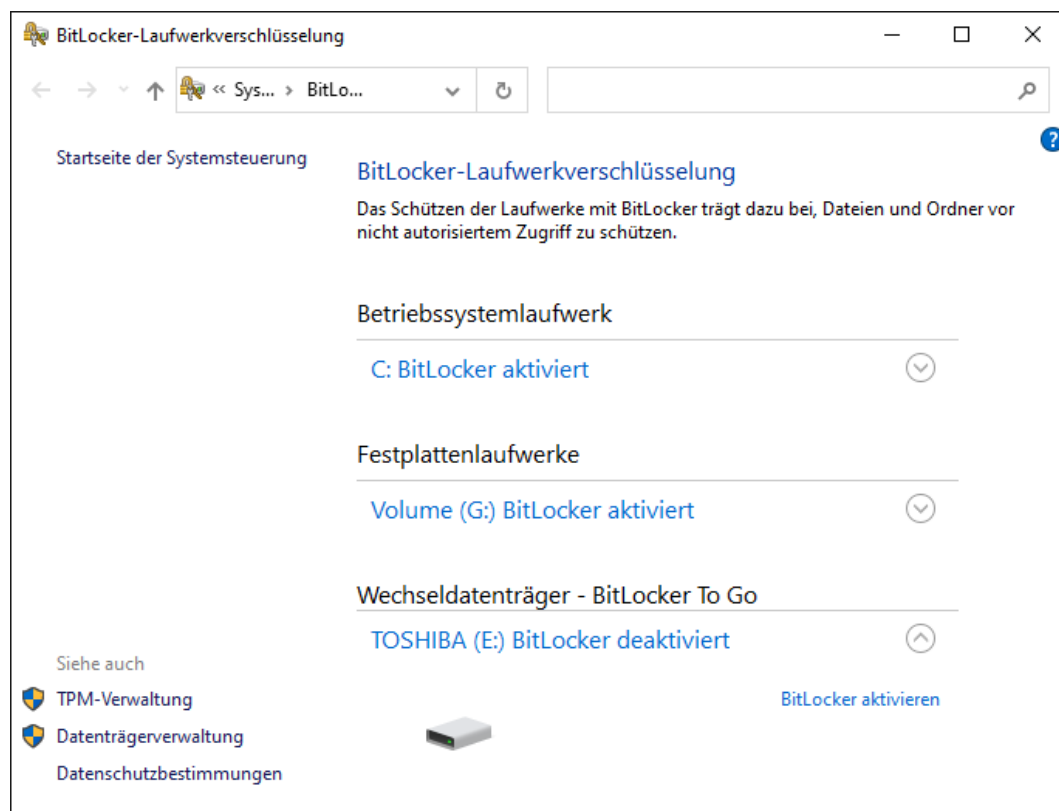 BitLocker-Laufwerkverschlüsselung
« Sys... › BitLo...
Startseite der Systemsteuerung
BitLocker-Laufwerkverschlüsselung
Das Schützen der Laufwerke mit BitLocker trägt dazu bei, Dateien und Ordner vor
nicht autorisiertem Zugriff zu schützen.
Betriebssystemlaufwerk
C: BitLocker aktiviert
Festplattenlaufwerke
Volume (G:) BitLocker aktiviert
Wechseldatenträger - BitLocker To Go
TOSHIBA (E:) BitLocker deaktiviert
BitLocker aktivieren
Siehe auch
TPM-Verwaltung
Datenträgerverwaltung
Datenschutzbestimmungen